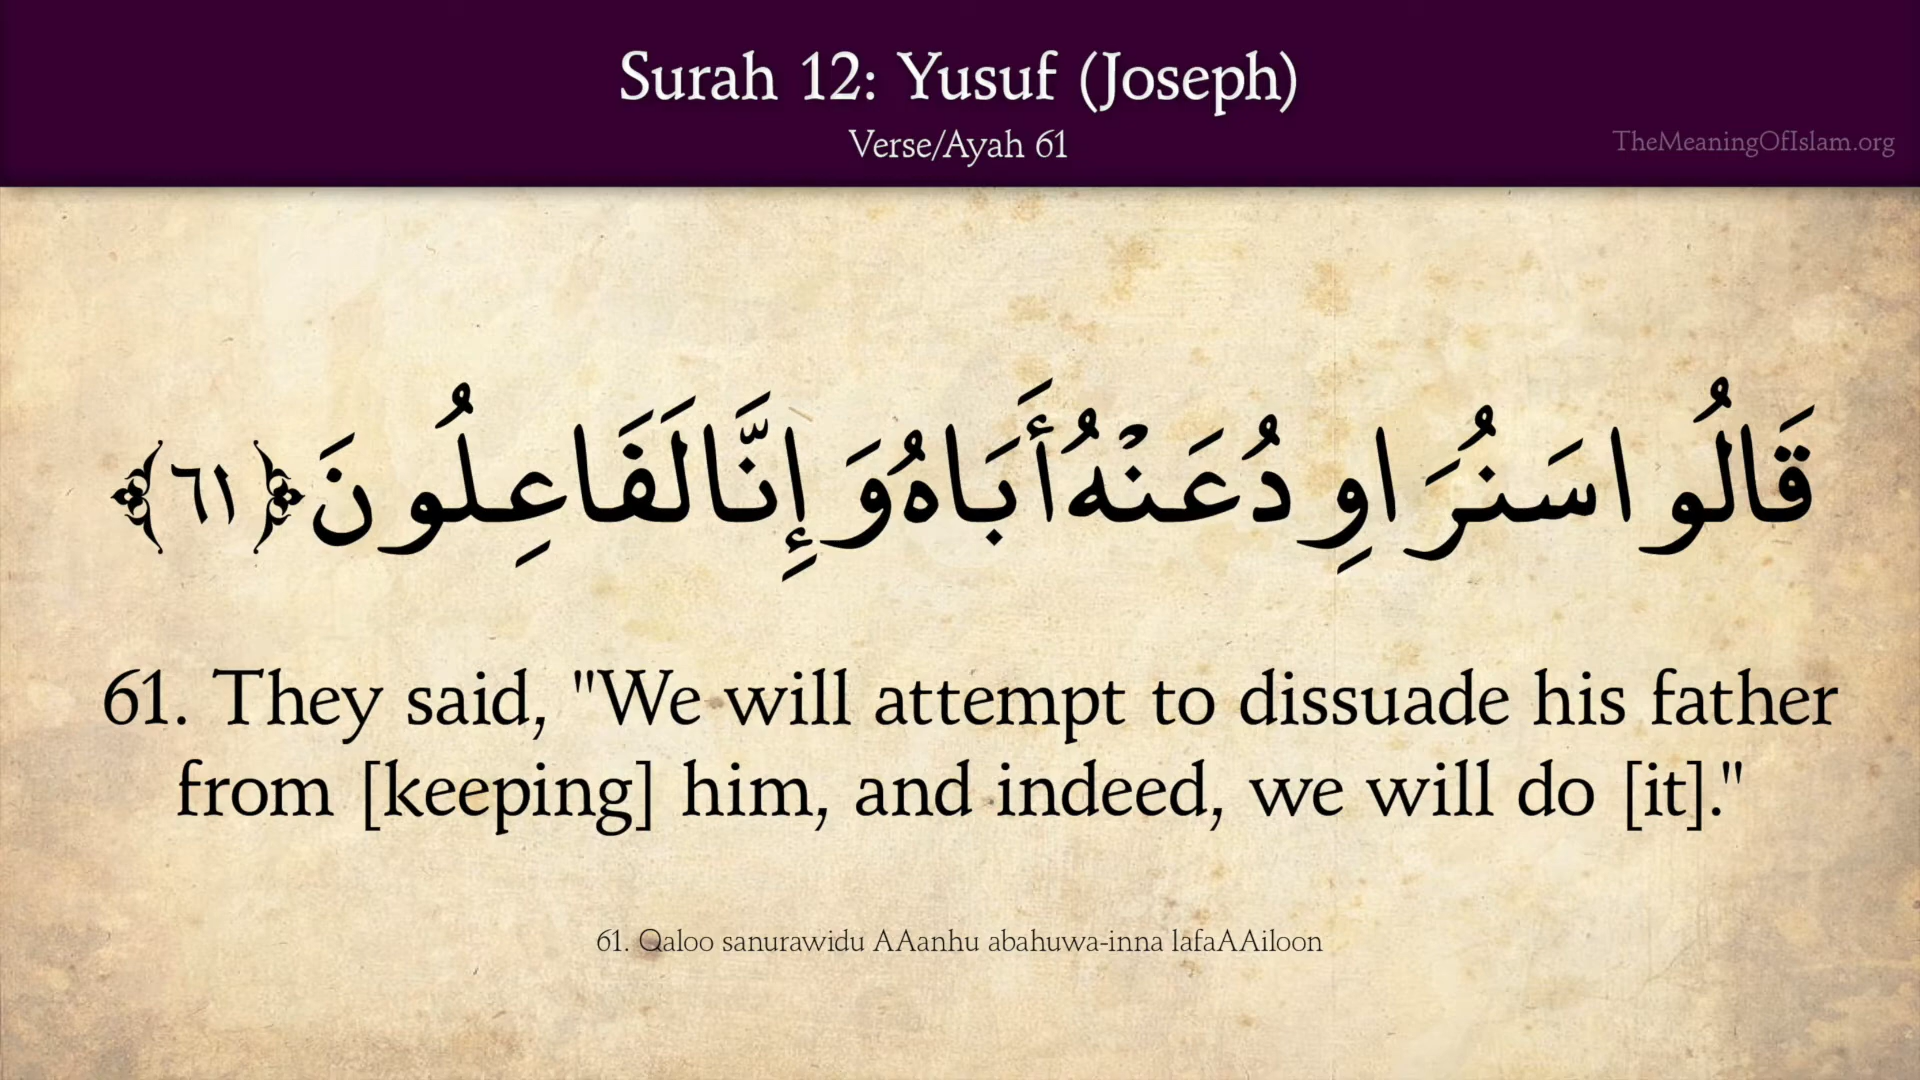 Surah 12: Yusuf (Joseph)
Verse/Ayah 61
TheMeaningOfIslam.org
قَالُوا سَنُرَاوِدُ عَنْهُ أَبَاهُ وَإِنَّا لَفَاعِلُونَ ﴿٦١﴾
61. They said, "We will attempt to dissuade his father
from [keeping] him, and indeed, we will do [it]."
61. Qaloo sanurawidu AAanhu abahuwa-inna lafaAAiloon